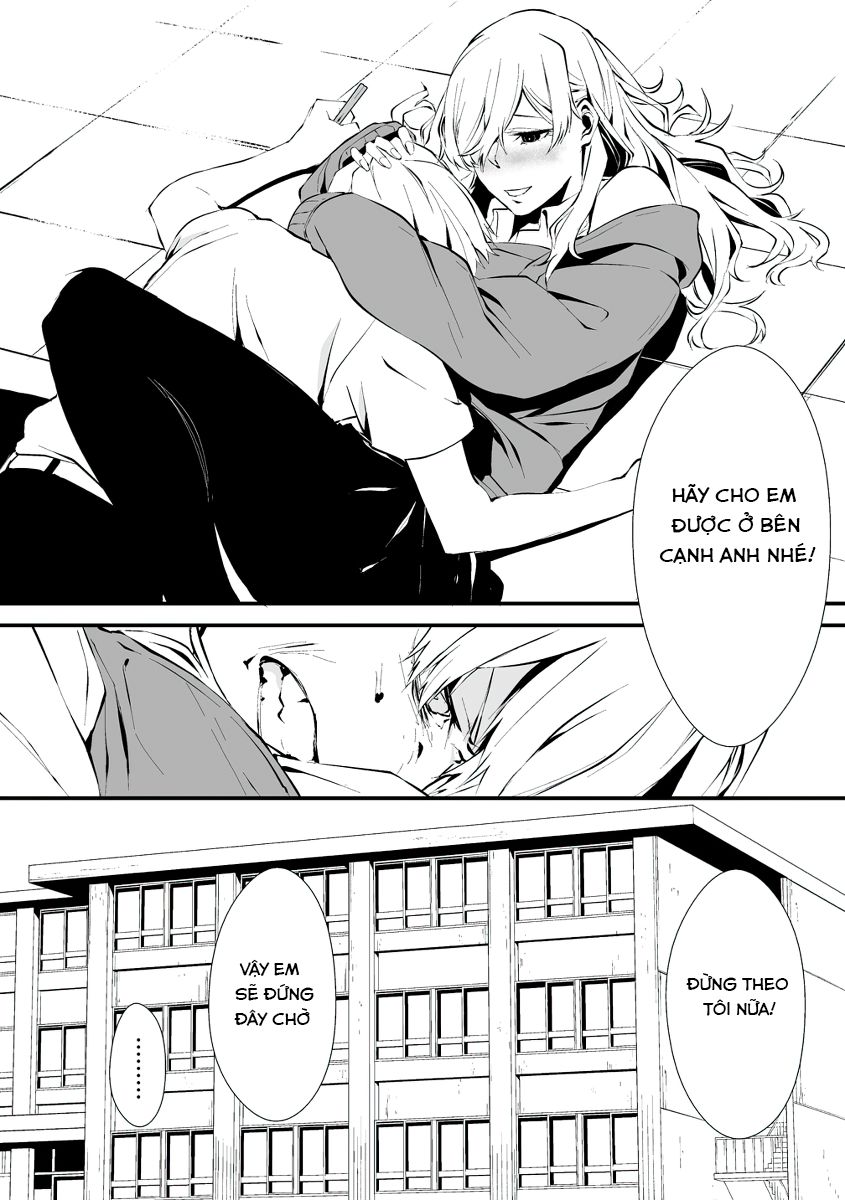 HÃY CHO EM
ĐƯỢC Ở BÊN
CẠNH ANH NHÉ!
ĐỪNG THEO
TÔI NỮA!
VẬY EM
SẼ ĐỨNG
ĐÂY CHỜ
.........